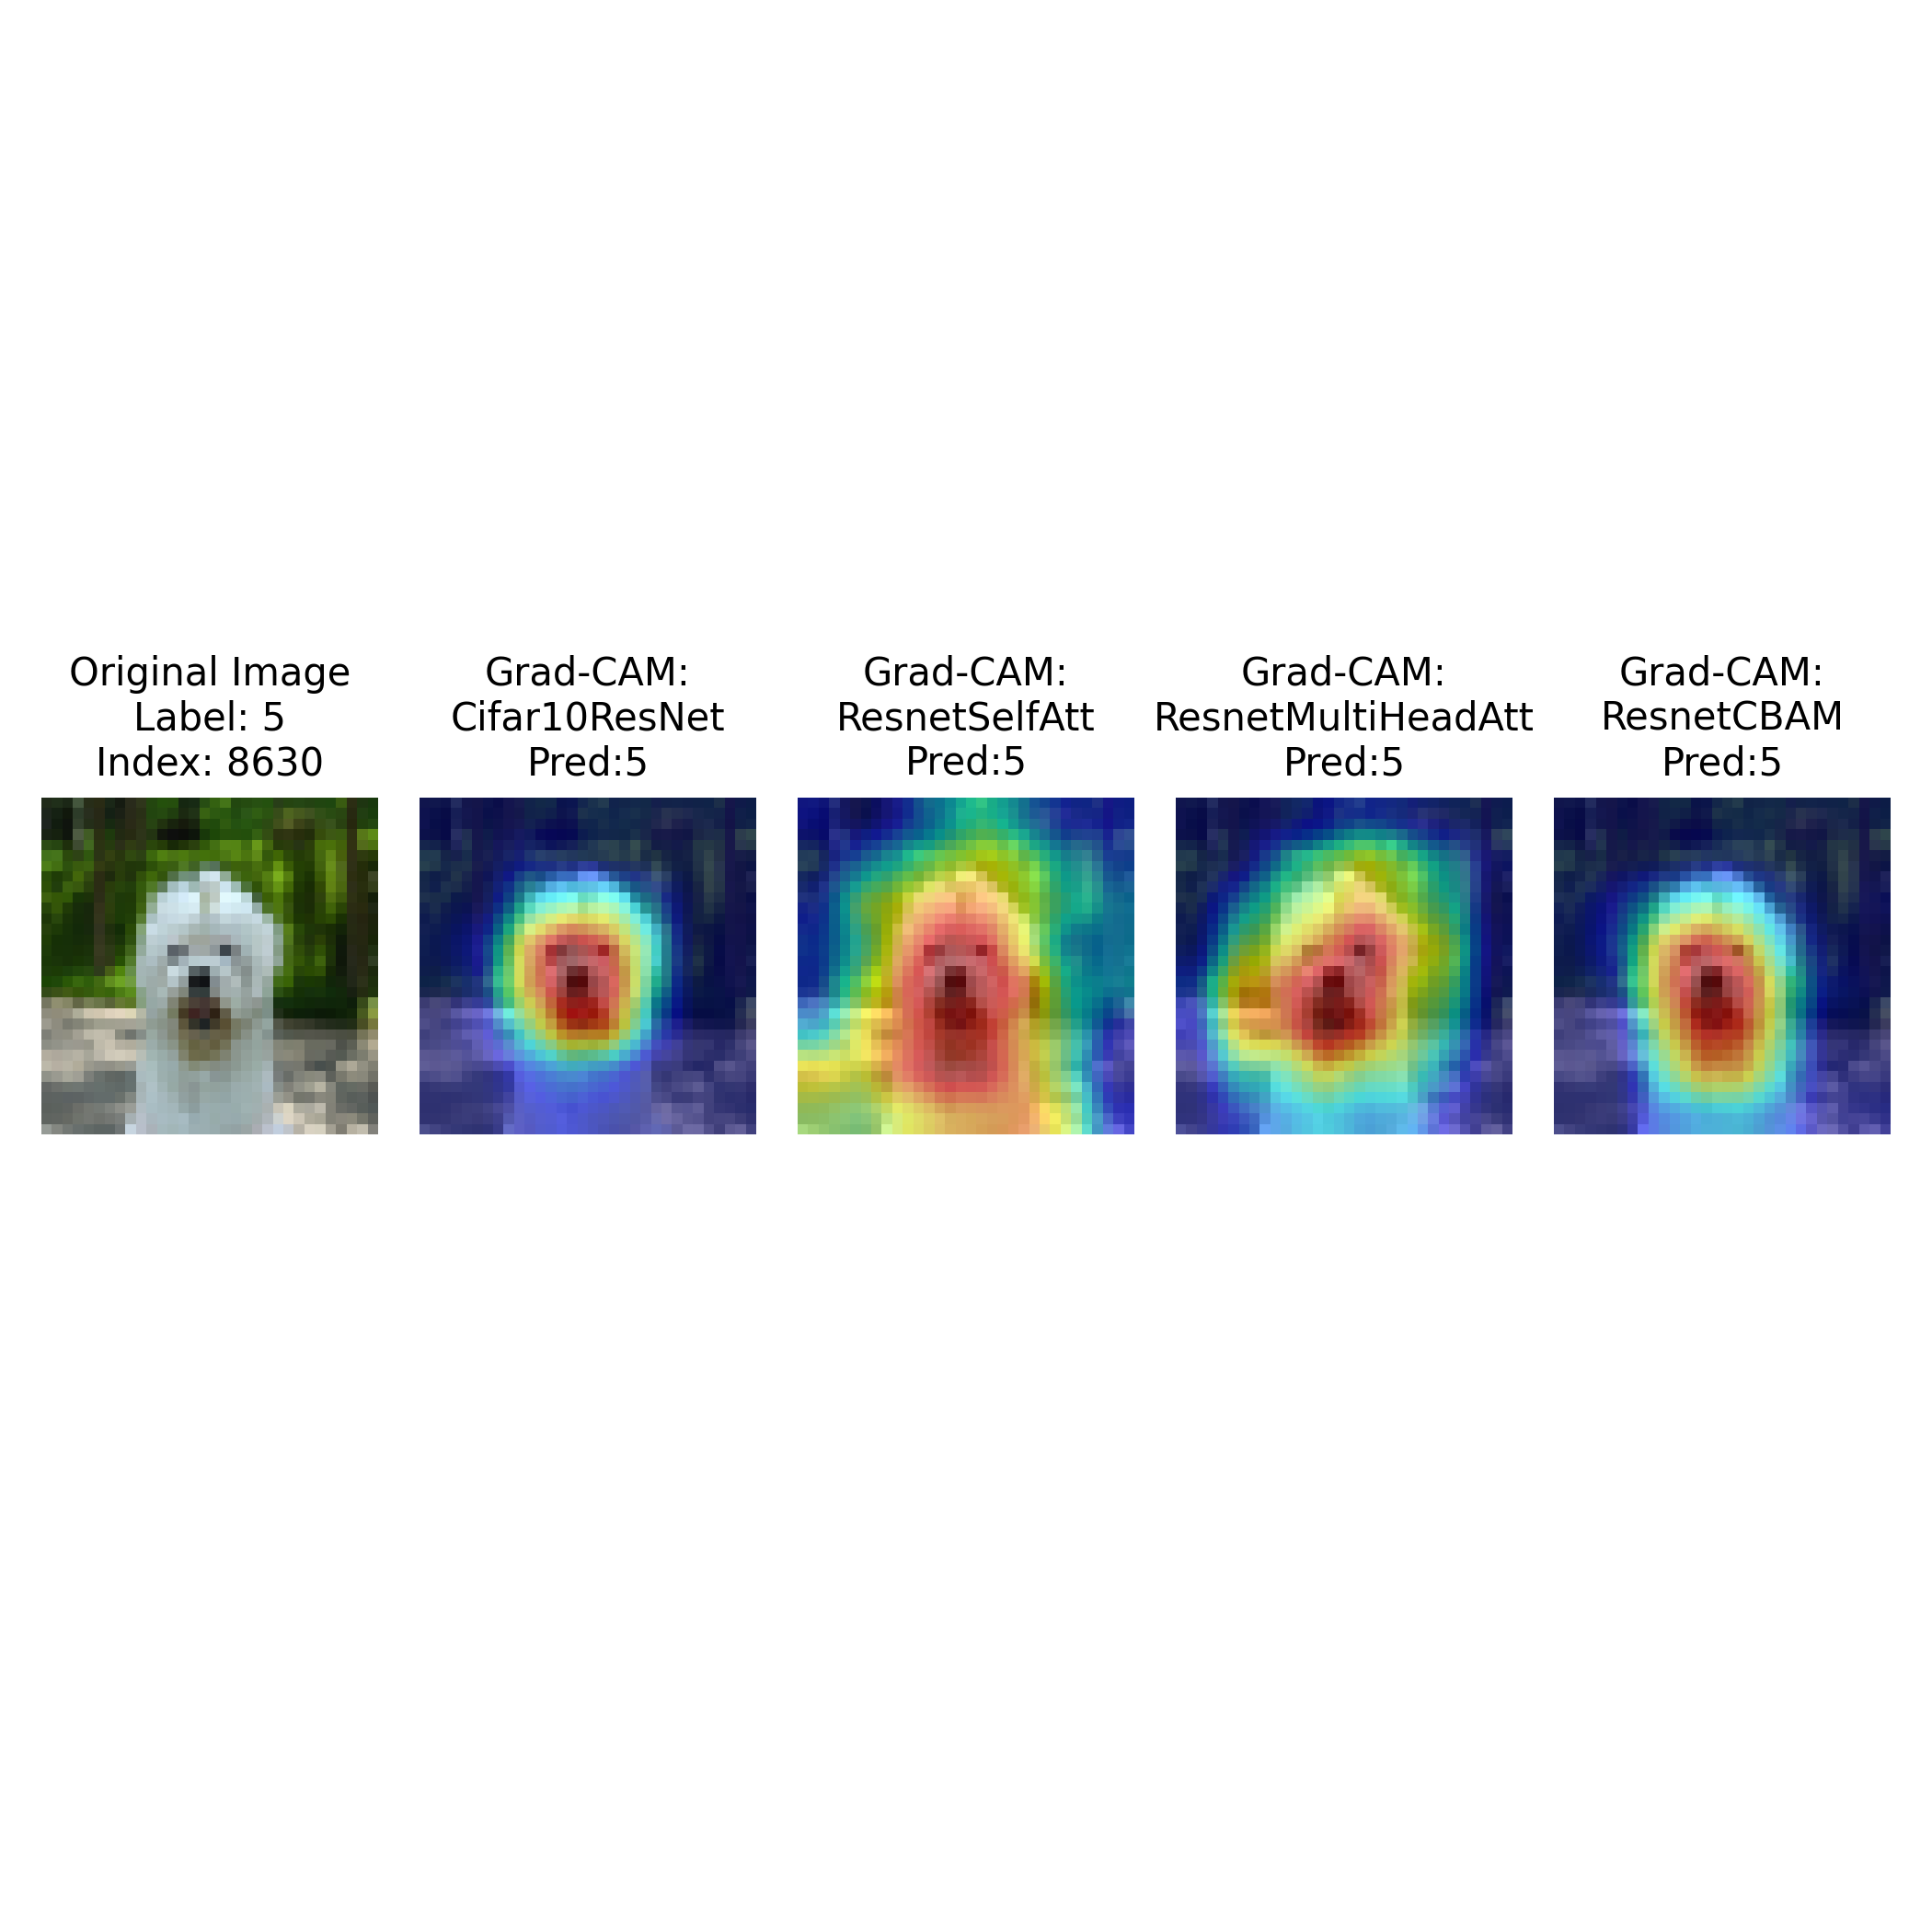 Original Image
Label: 5
Index: 8630
Grad-CAM:
Cifar10ResNet
Pred:5
Grad-CAM:
ResnetSelfAtt
Pred:5
Grad-CAM:
ResnetMultiHeadAtt
Pred:5
Grad-CAM:
ResnetCBAM
Pred:5